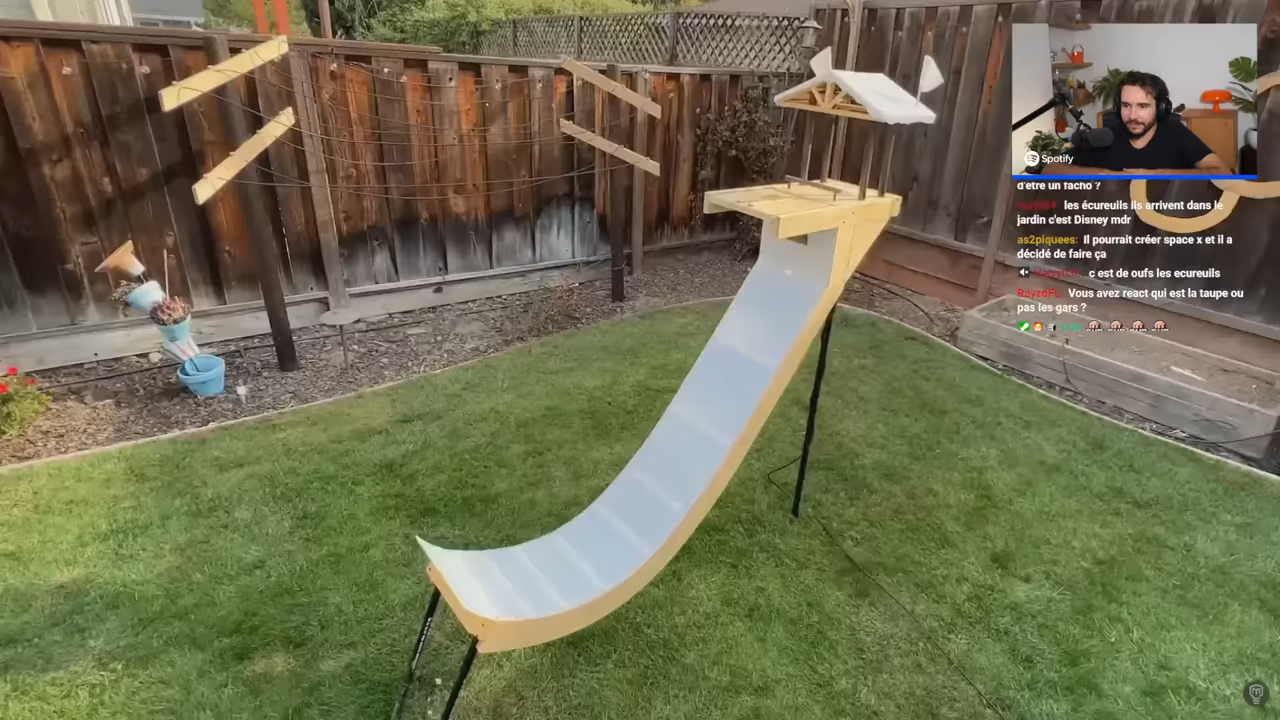 Spotify
d'etre un facho ?
les écureuils ils arrivent dans le
jardin c'est Disney mdr
as2piquees: Il pourrait créer space x et il a
décidé de faire ça
c est de oufs les ecureuils
RayzoFr: Vous avez react qui est la taupe ou
pas les gars ?